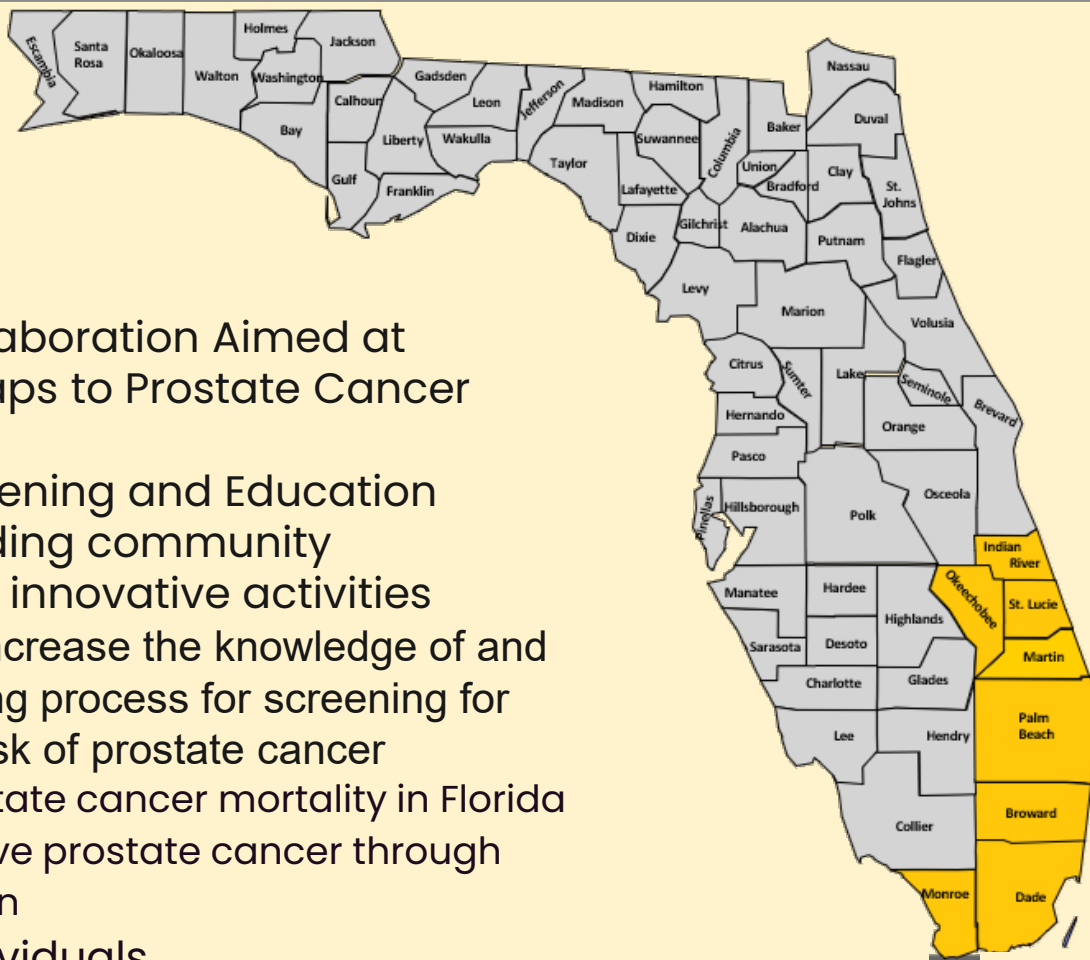 Escambia
Santa
Rosa
Okaloosa
Walton
Holmes
Washington
Jackson
Bay
Calhoun
Gulf
Liberty
Gadsden
Leon
Wakulla
Franklin
Jefferson
Madison
Taylor
Hamilton
Suwannee
Lafayette
Dixie
Columbia
Gilchrist
Baker
Union
Bradford
Alachua
Nassau
Duval
Clay
St.
Johns
Putnam
Flagler
Levy
Marion
Volusia
Citrus
Sumter
Lake
Seminole
Hernando
Orange
Brevard
Pasco
Pinellas
Hillsborough
Polk
Osceola
Indian
River
Manatee
Hardee
Highlands
Okeechobee
St. Lucie
Sarasota
Desoto
Martin
Charlotte
Glades
Lee
Hendry
Palm
Beach
Collier
Broward
Monroe
Dade
aboration Aimed at
aps to Prostate Cancer
ening and Education
ding community
innovative activities
ncrease the knowledge of and
ng process for screening for
sk of prostate cancer
tate cancer mortality in Florida
ve prostate cancer through
n
viduals